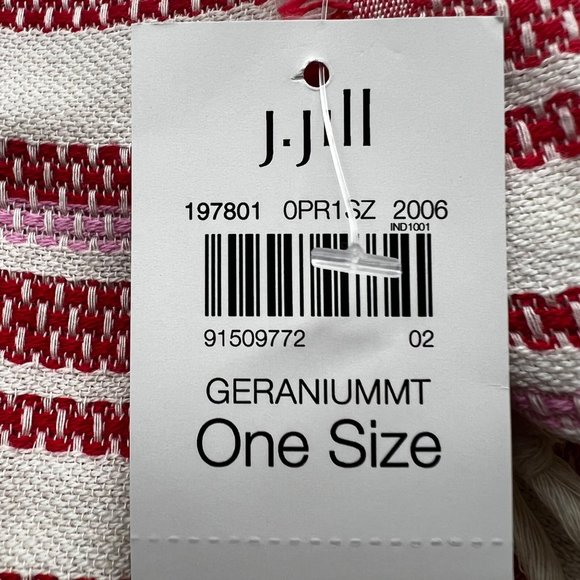 J.Jill
197801 0PR1SZ 2006
IND1001
91509772 02
GERANIUMMT
One Size